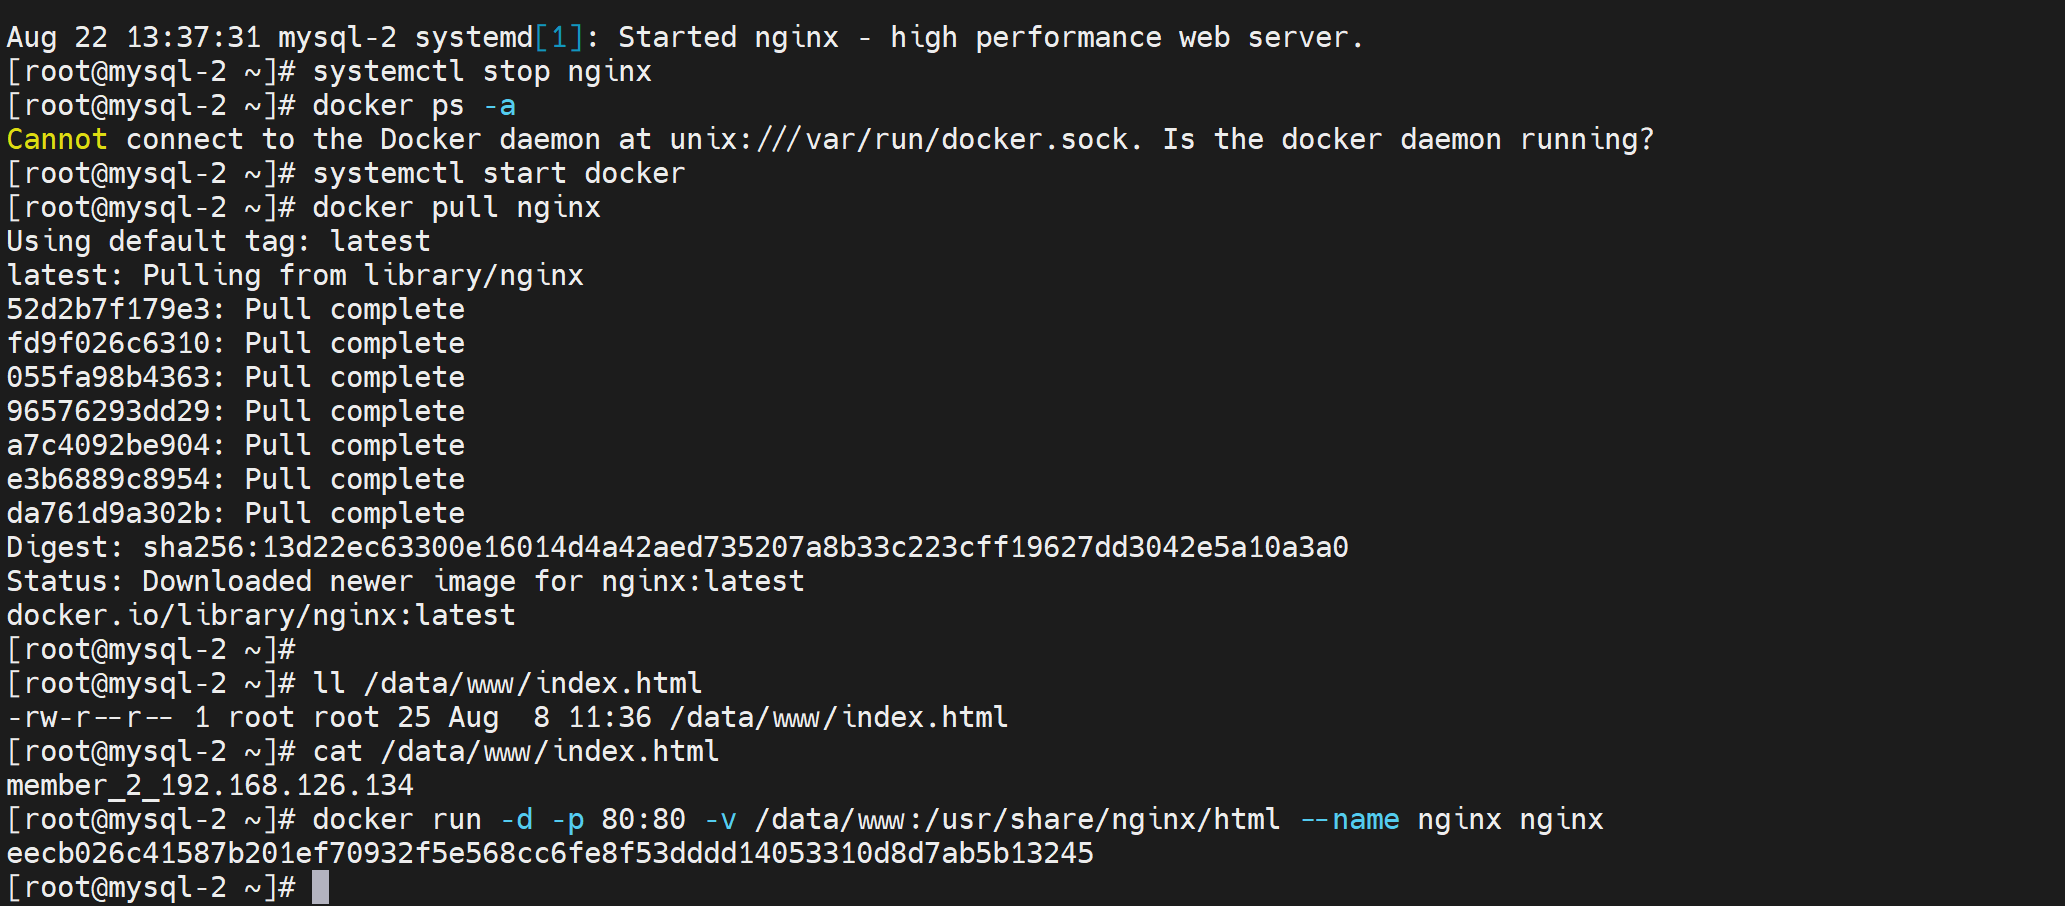 Aug 22 13:37:31 mysql-2 systemd[1]: Started nginx - high performance web server.
[root@mysql-2 ~]# systemctl stop nginx
[root@mysql-2 ~]# docker ps -a
Cannot connect to the Docker daemon at unix:///var/run/docker.sock. Is the docker daemon running?
[root@mysql-2 ~]# systemctl start docker
[root@mysql-2 ~]# docker pull nginx
Using default tag: latest
latest: Pulling from library/nginx
52d2b7f179e3: Pull complete
fd9f026c6310: Pull complete
055fa98b4363: Pull complete
96576293dd29: Pull complete
a7c4092be904: Pull complete
e3b6889c8954: Pull complete
da761d9a302b: Pull complete
Digest: sha256:13d22ec63300e16014d4a42aed735207a8b33c223cff19627dd3042e5a10a3a0
Status: Downloaded newer image for nginx:latest
docker.io/library/nginx:latest
[root@mysql-2 ~]#
[root@mysql-2 ~]# ll /data/www/index.html
-rw-r--r-- 1 root root 25 Aug  8 11:36 /data/www/index.html
[root@mysql-2 ~]# cat /data/www/index.html
member_2_192.168.126.134
[root@mysql-2 ~]# docker run -d -p 80:80 -v /data/www:/usr/share/nginx/html --name nginx nginx
eecb026c41587b201ef70932f5e568cc6fe8f53dddd14053310d8d7ab5b13245
[root@mysql-2 ~]#